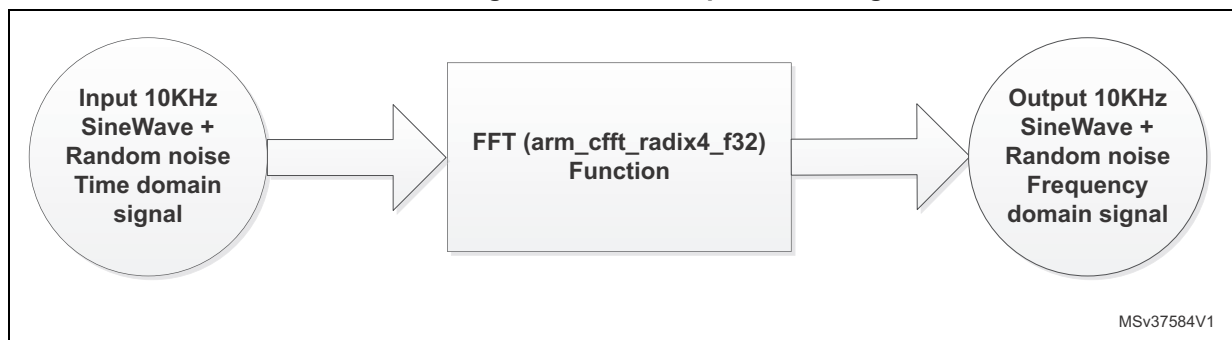 Input 10KHz
SineWave +
Random noise
Time domain
signal
FFT (arm_cfft_radix4_f32)
Function
Output 10KHz
SineWave +
Random noise
Frequency
domain signal
MSv37584V1